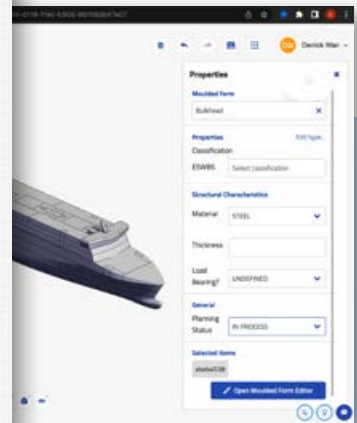 DW
Derrick Wan
Properties
Moulded form
Bulkhead
Properties
Edit type...
Classification
ESWBS
Select classification
Structural Characteristics
Material
STEEL
Thickness
Load
Bearing?
UNDEFINED
General
Planning
Status
IN PROCESS
Selected Items
Open Moulded Form Editor